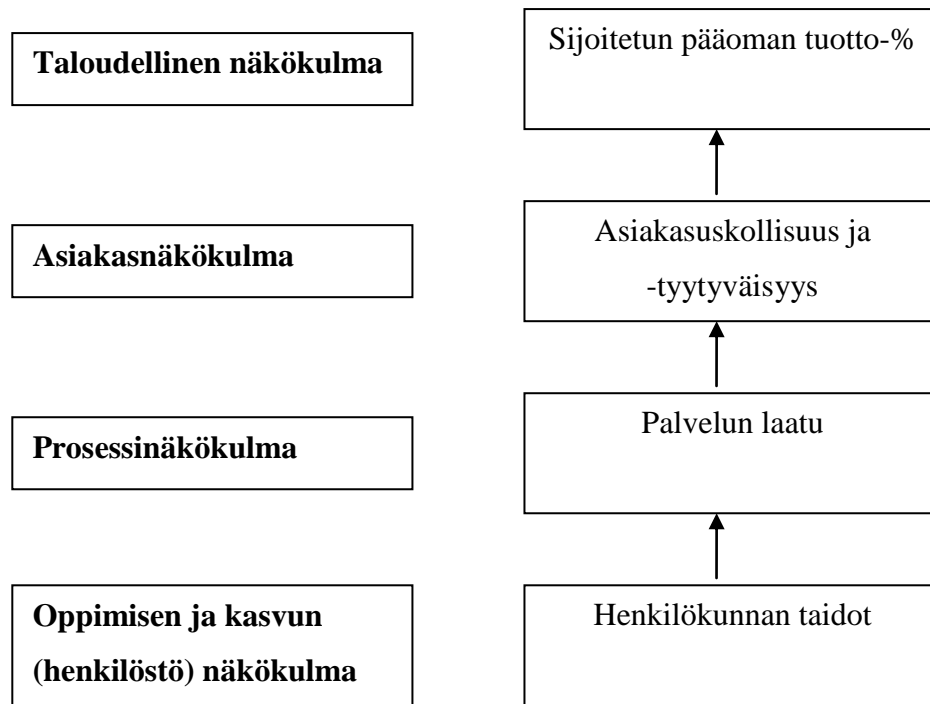 Taloudellinen näkökulma
Sijoitetun pääoman tuotto-%
Asiakasnäkökulma
Asiakasuskollisuus ja
-tyytyväisyys
Prosessinäkökulma
Palvelun laatu
Oppimisen ja kasvun
(henkilöstö) näkökulma
Henkilökunnan taidot